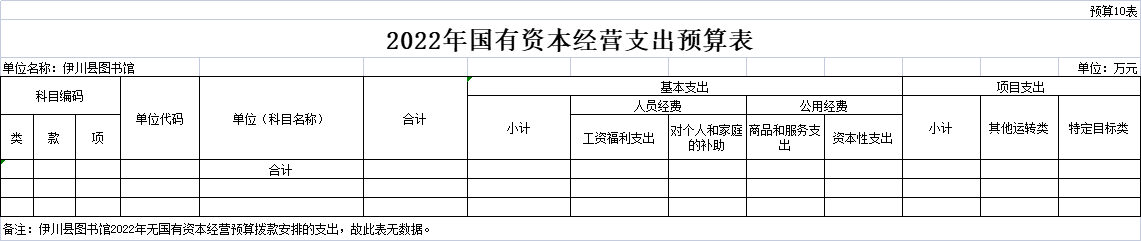 预算10表
2022年国有资本经营支出预算表
单位名称：伊川县图书馆 单位：万元
科目编码 单位代码 单位（科目名称） 合计 基本支出 项目支出
小计 人员经费 公用经费 小计 其他运转类 特定目标类
类 款 项 工资福利支出 对个人和家庭的补助 商品和服务支出 资本性支出
合计
备注：伊川县图书馆2022年无国有资本经营预算拨款安排的支出，故此表无数据。